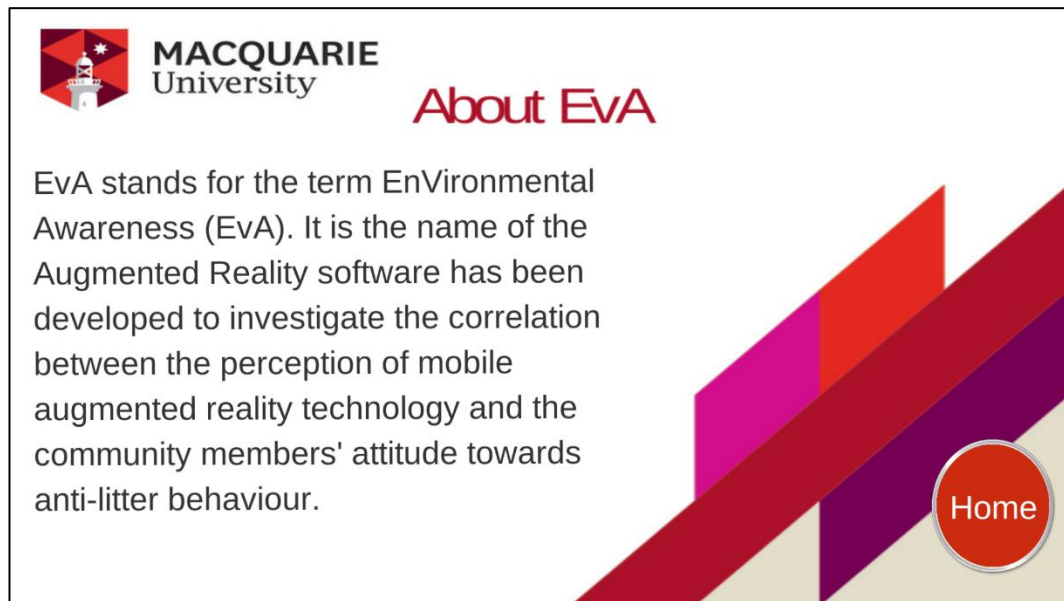 MACQUARIE
University
About EvA
EvA stands for the term EnVironmental
Awareness (EvA). It is the name of the
Augmented Reality software has been
developed to investigate the correlation
between the perception of mobile
augmented reality technology and the
community members' attitude towards
anti-litter behaviour.
Home